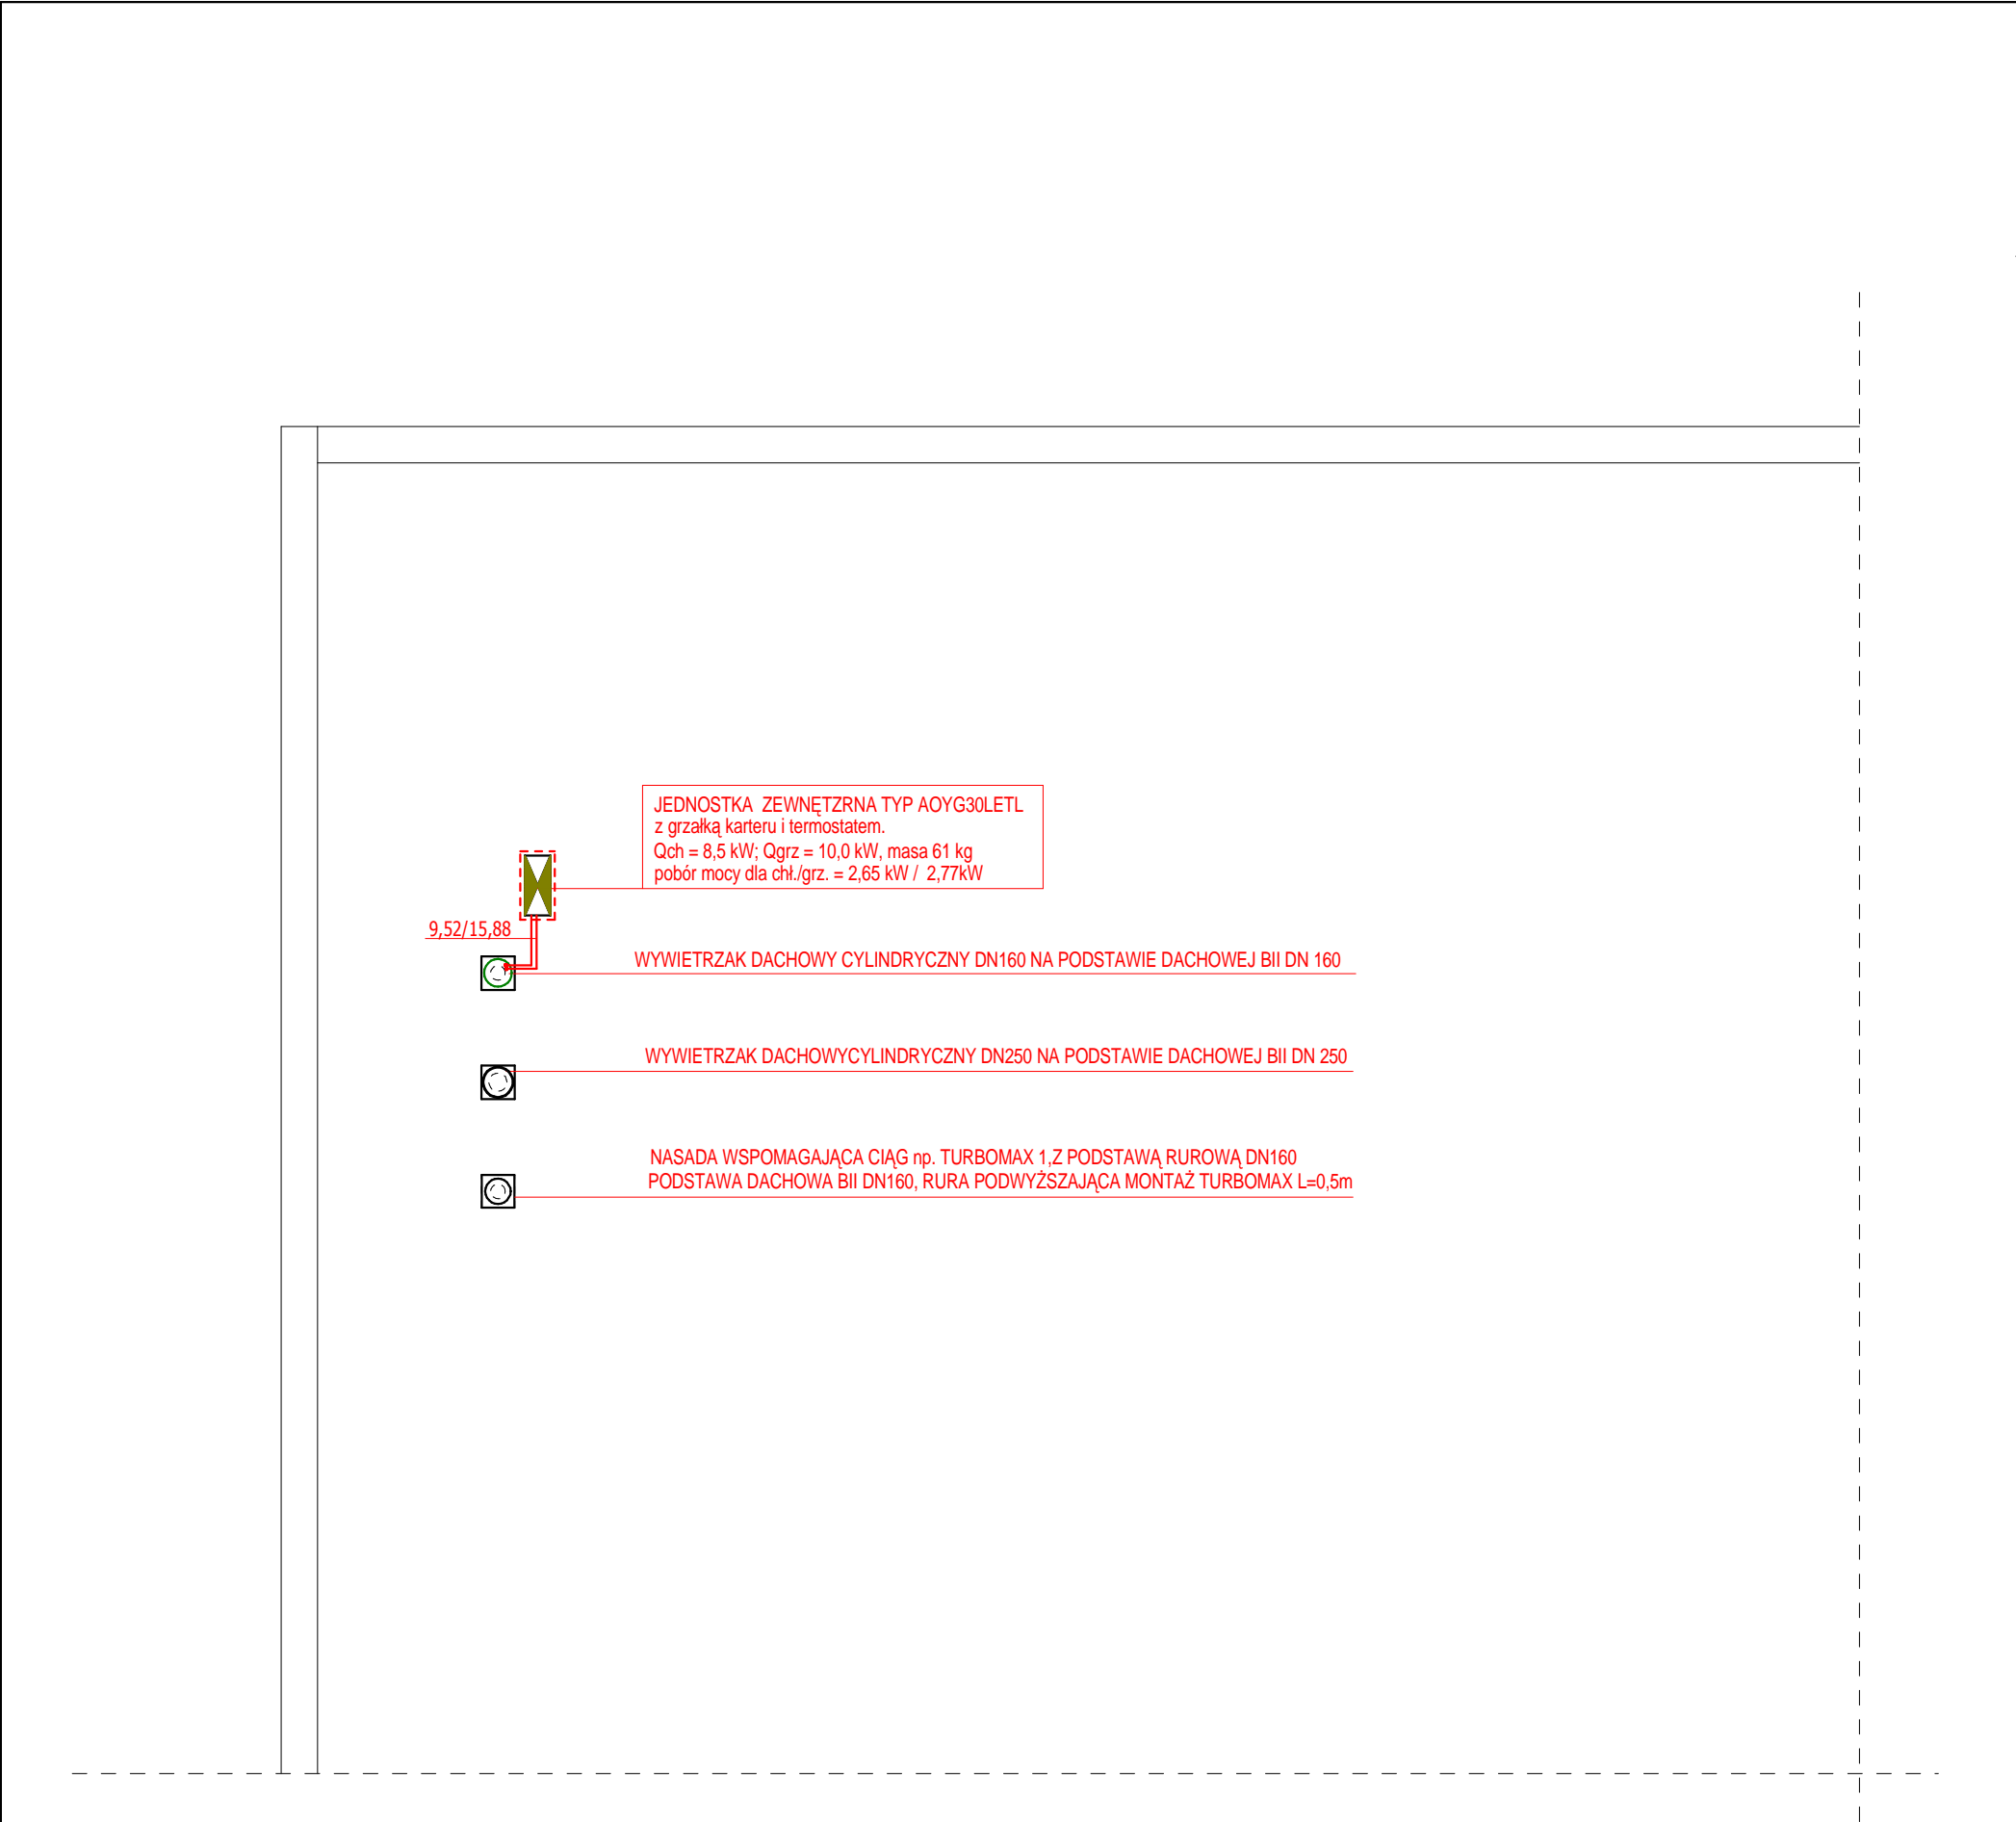 JEDNOSTKA ZEWNĘTZRNA TYP AOYG30LETL
z grzałką karteru i termostatem.
Qch = 8,5 kW; Qgrz = 10,0 kW, masa 61 kg
pobór mocy dla chł./grz. = 2,65 kW / 2,77kW
9,52/15,88
WYWIETRZAK DACHOWY CYLINDRYCZNY DN160 NA PODSTAWIE DACHOWEJ BII DN 160
WYWIETRZAK DACHOWYCYLINDRYCZNY DN250 NA PODSTAWIE DACHOWEJ BII DN 250
NASADA WSPOMAGAJĄCA CIĄG np. TURBOMAX 1,Z PODSTAWĄ RUROWĄ DN160
PODSTAWA DACHOWA BII DN160, RURA PODWYŻSZAJĄCA MONTAŻ TURBOMAX L=0,5m